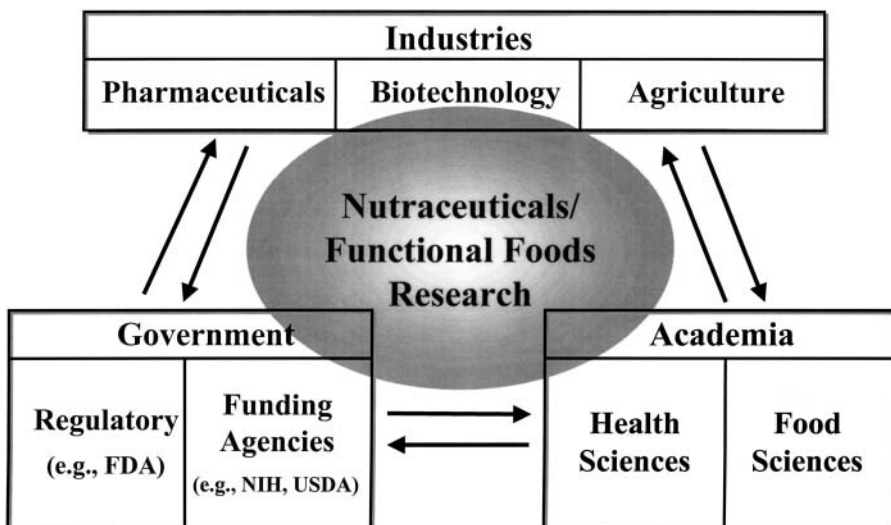 Industries
Pharmaceuticals
Biotechnology
Agriculture
Nutraceuticals/
Functional Foods
Research
Government
Regulatory
(e.g., FDA)
Funding
Agencies
(e.g., NIH, USDA)
Academia
Health
Sciences
Food
Sciences